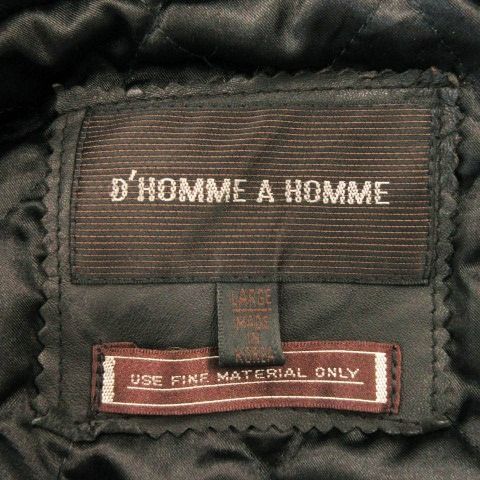 D'HOMME A HOMME
LARGE
MADE
IN
KOREA
USE FINE MATERIAL ONLY